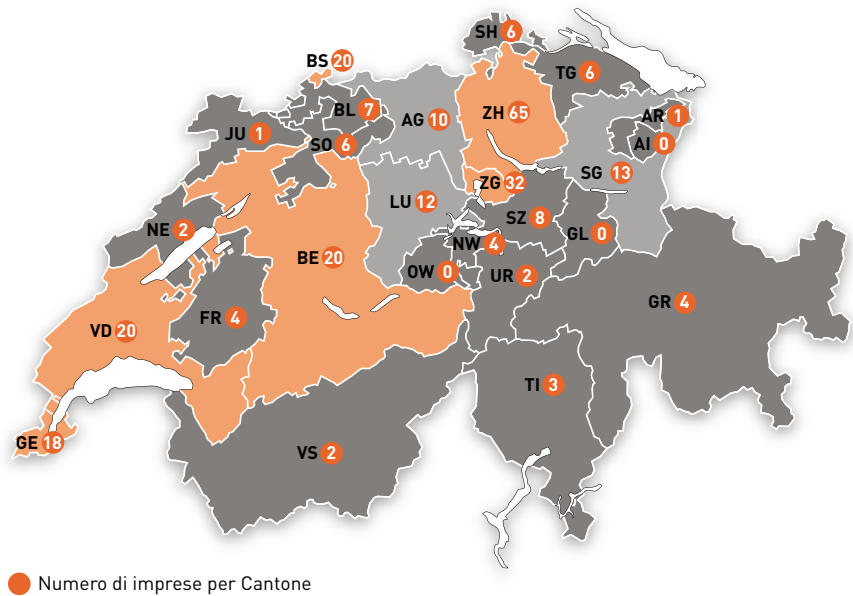 SH 6
BS 20
TG 6
BL 7
ZH 65
AR 1
AG 10
JU 1
SO 6
AI 0
SG 13
ZG 32
LU 12
SZ 8
NE 2
GL 0
NW 4
BE 20
OW 0
UR 2
GR 4
FR 4
VD 20
TI 3
GE 18
VS 2
Numero di imprese per Cantone